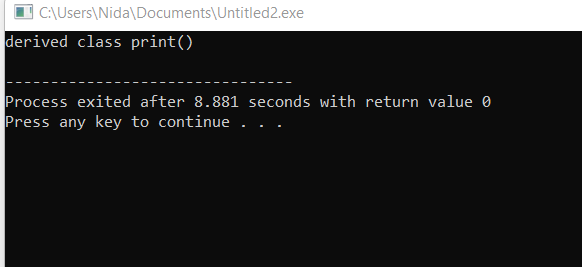 C:\Users\Nida\Documents\Untitled2.exe
derived class print()
--------------------------------
Process exited after 8.881 seconds with return value 0
Press any key to continue . . .